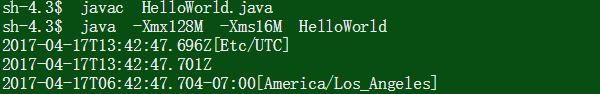 sh-4.3$  javac  HelloWorld.java
sh-4.3$  java  -Xmx128M  -Xms16M  HelloWorld
2017-04-17T13:42:47.696Z[Etc/UTC]
2017-04-17T13:42:47.701Z
2017-04-17T06:42:47.704-07:00[America/Los_Angeles]